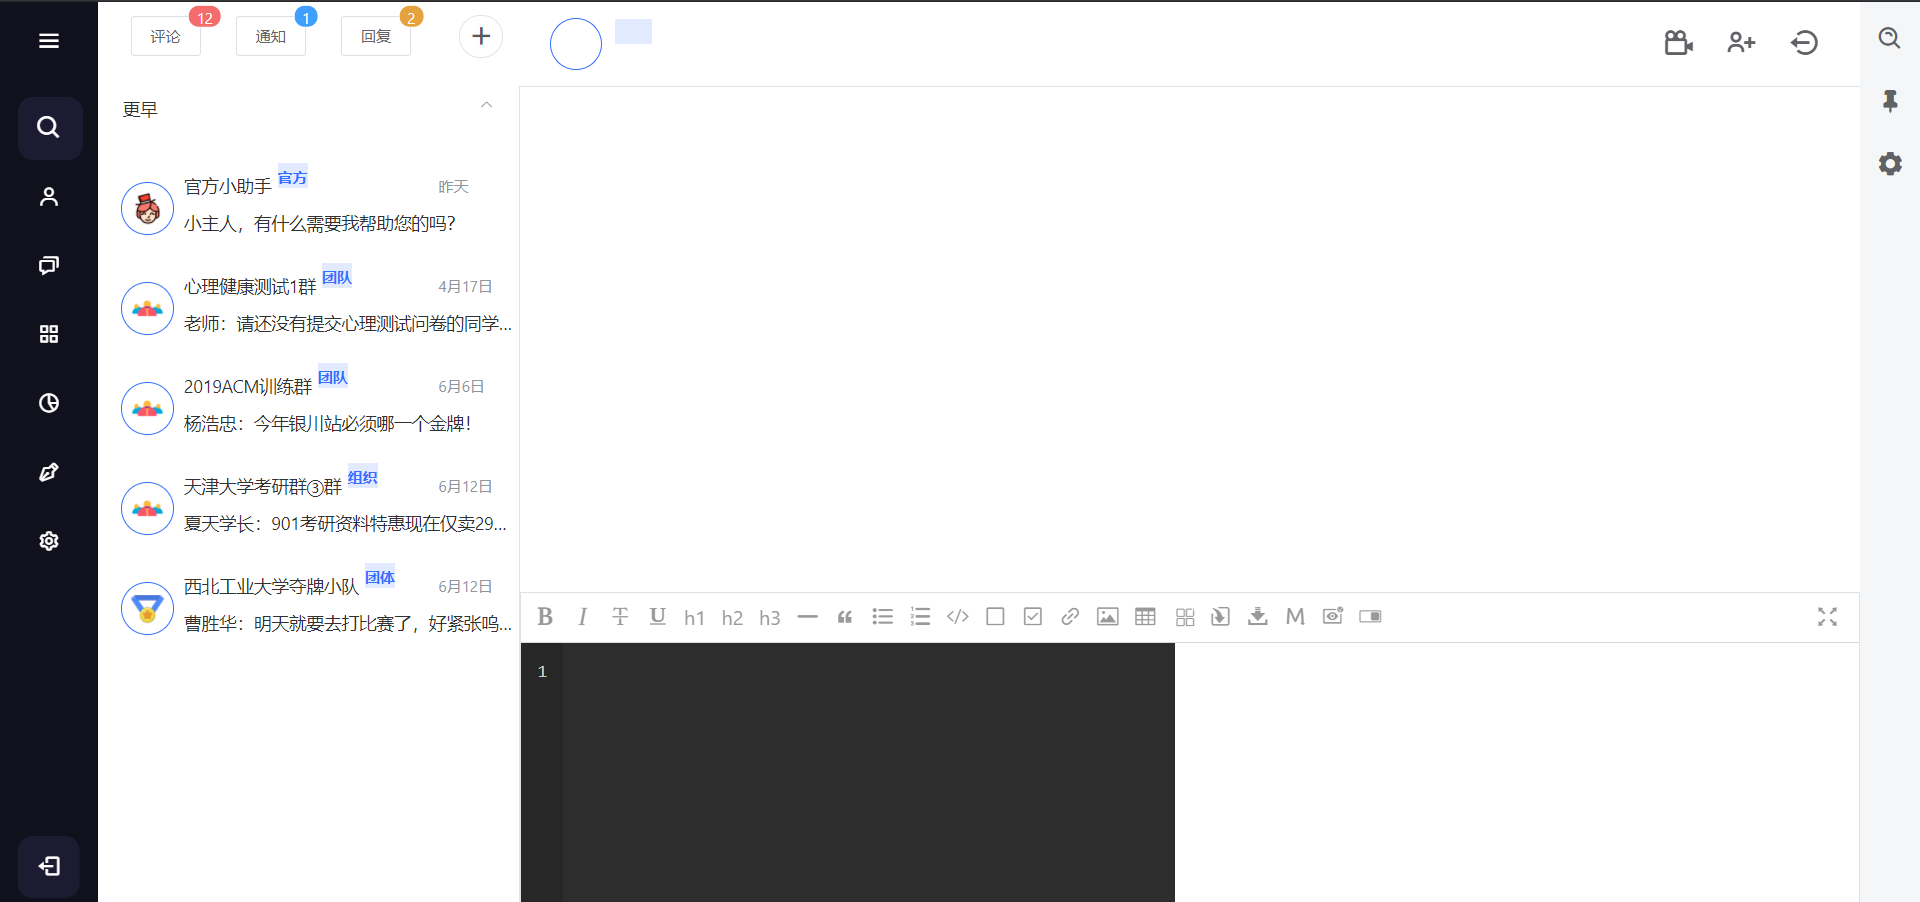 12
1
2
评论
通知
回复
更早
官方小助手 官方 昨天
小主人，有什么需要我帮助您的吗？
心理健康测试1群 团队 4月17日
老师：请还没有提交心理测试问卷的同学...
2019ACM训练群 团队 6月6日
杨浩忠：今年银川站必须哪一个金牌！
天津大学考研群③群 组织 6月12日
夏天学长：901考研资料特惠现在仅卖29...
西北工业大学夺牌小队 团体 6月12日
曹胜华：明天就要去打比赛了，好紧张呜...
B I T U h1 h2 h3 M
1